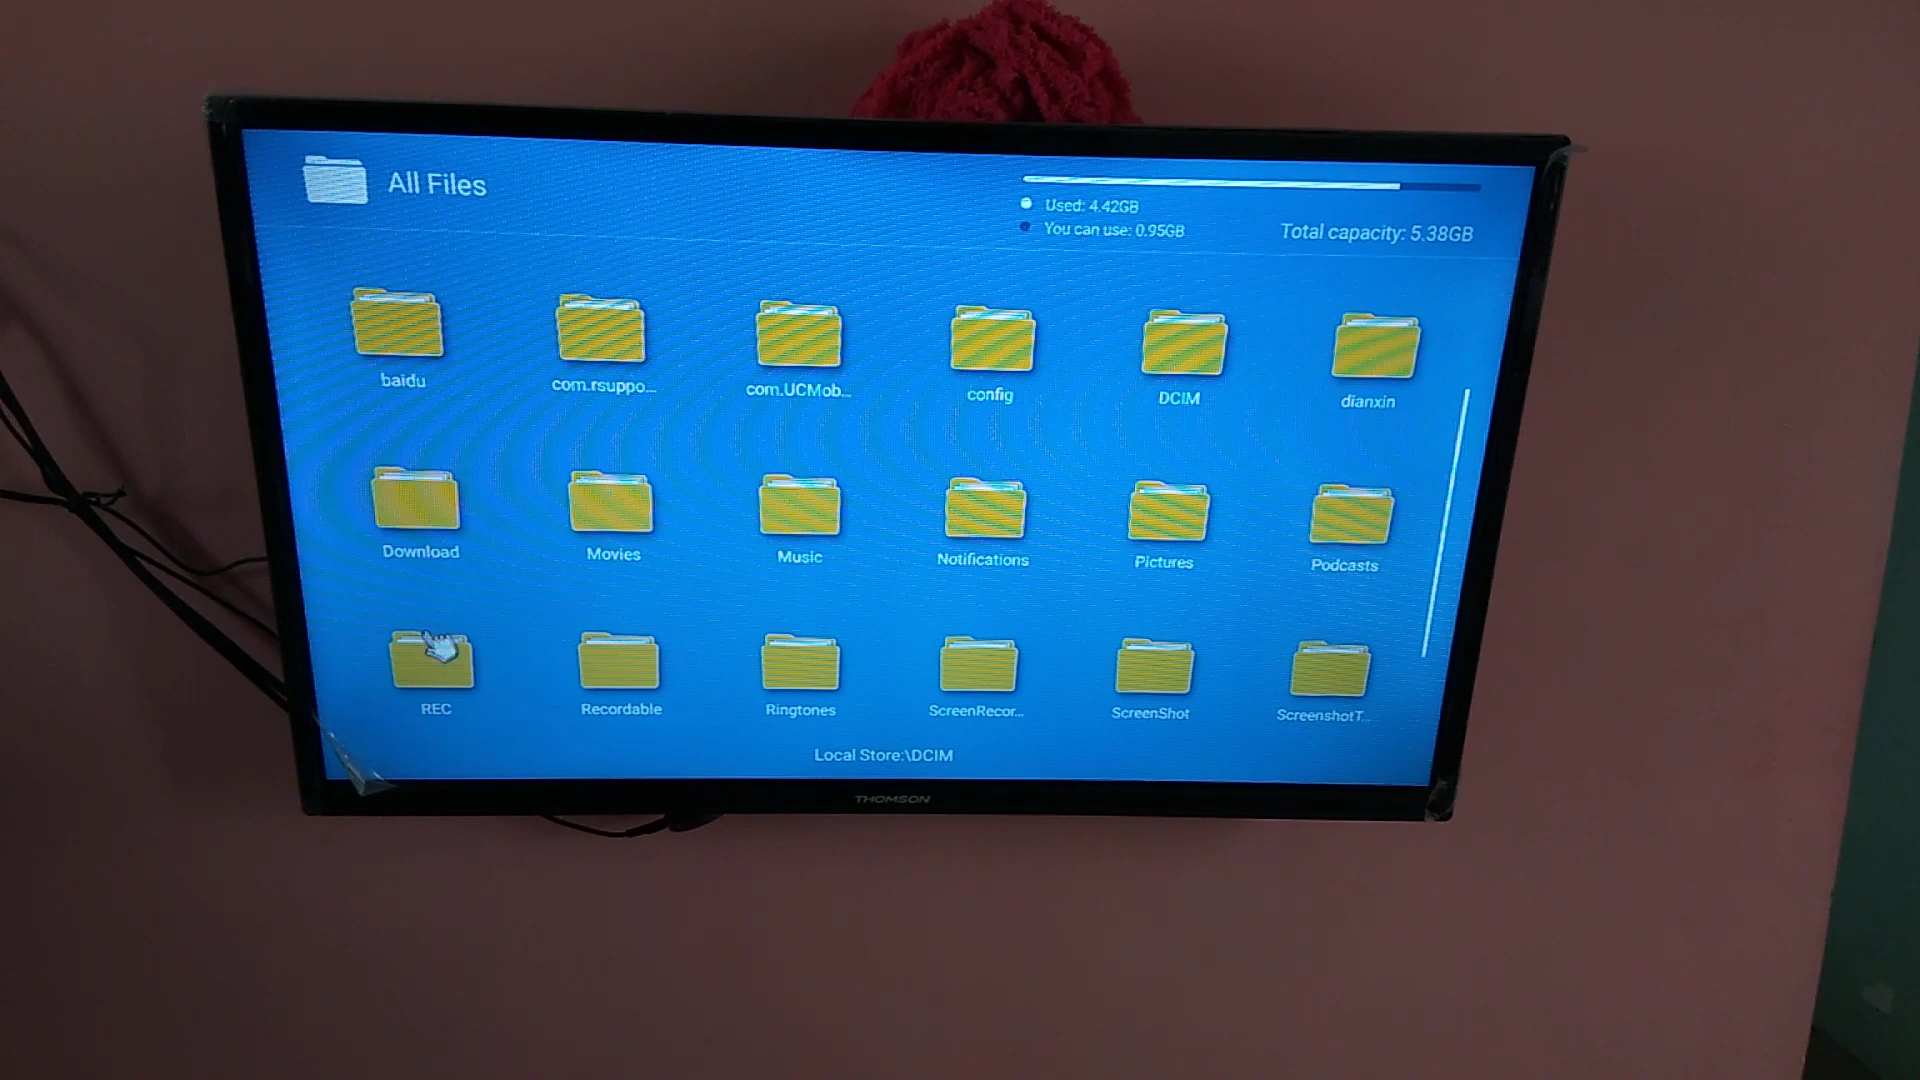 All Files
Used: 4.42GB
You can use: 0.95GB
Total capacity: 5.38GB
baidu
com.rsuppo...
com.UCMob...
config
DCIM
dianxin
Download
Movies
Music
Notifications
Pictures
Podcasts
REC
Recordable
Ringtones
ScreenRecor...
ScreenShot
ScreenshotT...
Local Store:\DCIM
THOMSON